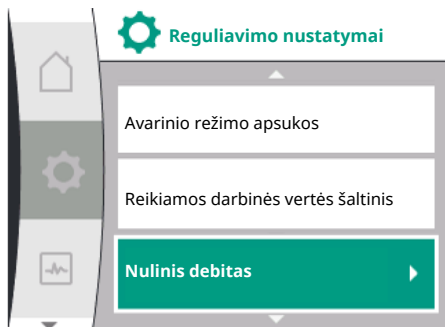 Reguliavimo nustatymai
Avarinio režimo apsukos
Reikiamos darbinės vertės šaltinis
Nulinis debitas